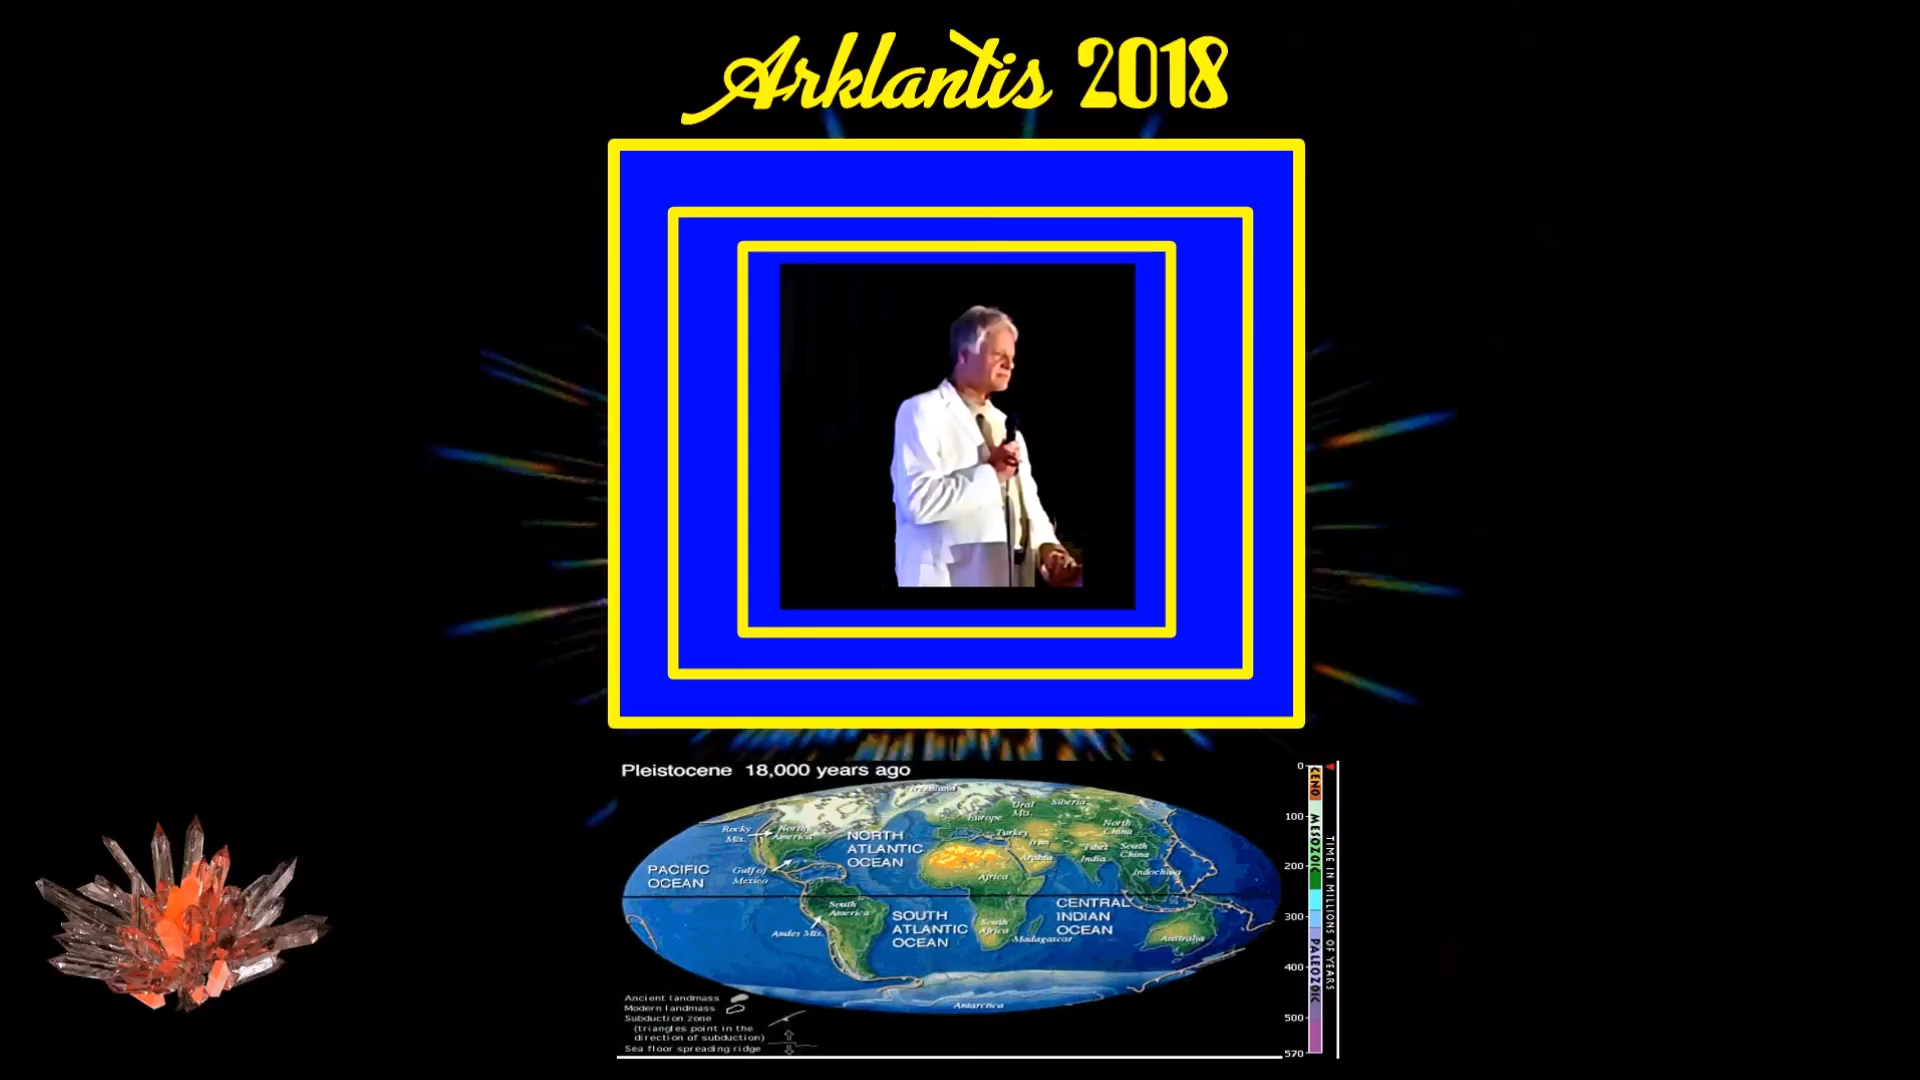 Arklantis 2018
Pleistocene 18,000 years ago
Greenland
Rocky
Mts.
North
America
NORTH
ATLANTIC
OCEAN
Europe
Ural
Mts.
Siberia
Turkey
Iran
Arabia
Tibet
India
North
China
South
China
Indochina
PACIFIC
OCEAN
Gulf of
Mexico
Africa
South
America
Andes Mts.
SOUTH
ATLANTIC
OCEAN
South
Africa
Madagascar
CENTRAL
INDIAN
OCEAN
Australia
Antarctica
Ancient landmass
Modern landmass
Subduction zone
(triangles point in the
direction of subduction)
Sea floor spreading ridge
0
100
200
300
400
500
570
CENO
MESOZOIC
PALEOZOIC
TIME IN MILLIONS OF YEARS